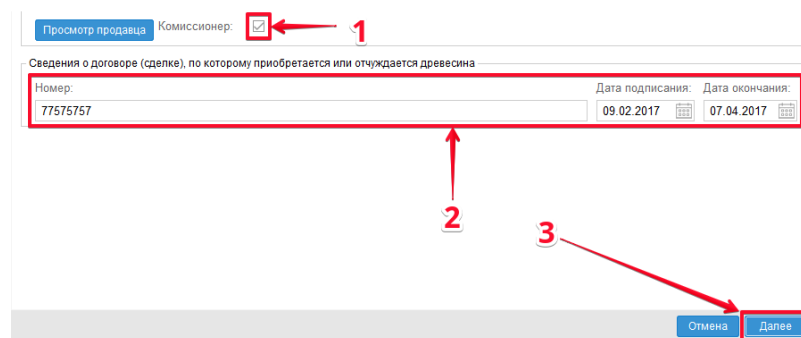 Просмотр продавца Комиссионер: 1
Сведения о договоре (сделке), по которому приобретается или отчуждается древесина
Номер: Дата подписания: Дата окончания:
77575757 09.02.2017 07.04.2017
2
3
Отмена Далее